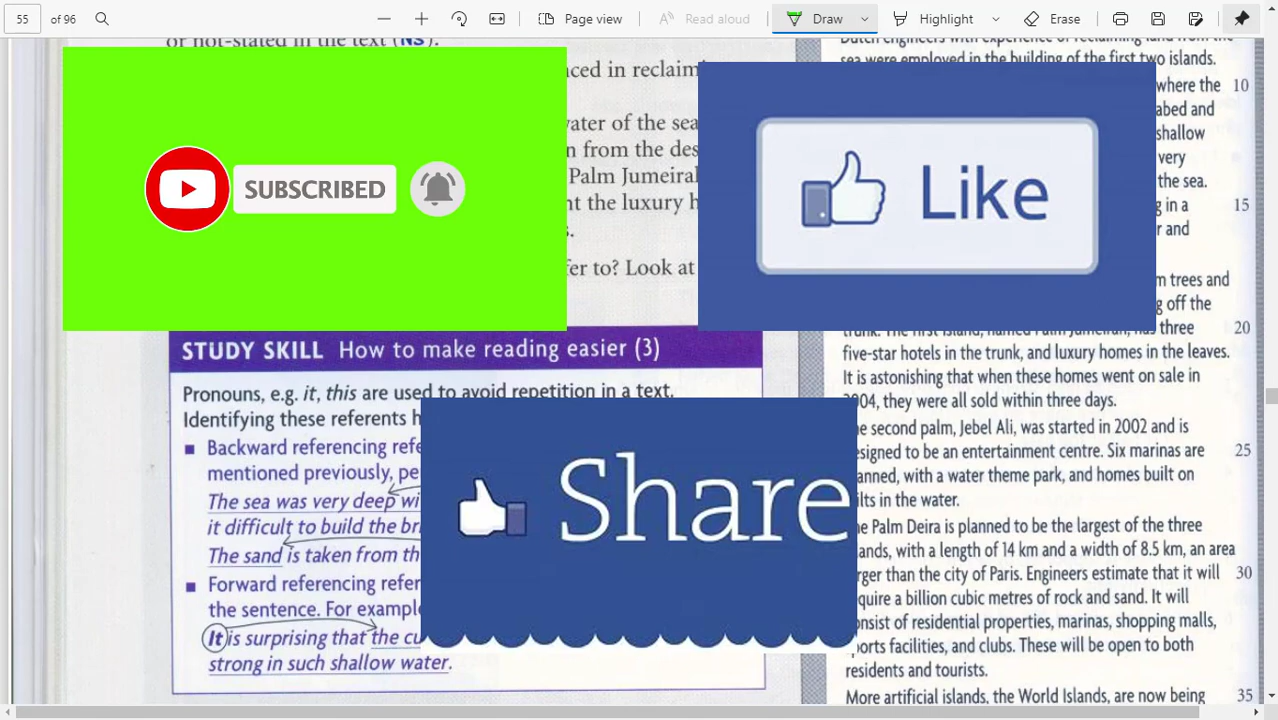 55 of 96 Page view Read aloud Draw Highlight Erase
or not-stated in the text (NS).
nced in reclaim
water of the sea
n from the des
Palm Jumeira
nt the luxury h
s.
fer to? Look at
SUBSCRIBED
Like
STUDY SKILL How to make reading easier (3)
Pronouns, e.g. it, this are used to avoid repetition in a text.
Identifying these referents h
Backward referencing refe
mentioned previously, pe
The sea was very deep wi
it difficult to build the br
The sand is taken from th
Forward referencing refer
the sentence. For example
It is surprising that the cu
strong in such shallow water.
Share
Dutch engineers with experience of reclaiming land from the
sea were employed in the building of the first two islands.
where the 10
abed and
shallow
very
the sea.
g in a 15
r and
m trees and
g off the
trunk. The first island, named Palm Jumeirah, has three 20
five-star hotels in the trunk, and luxury homes in the leaves.
It is astonishing that when these homes went on sale in
2004, they were all sold within three days.
he second palm, Jebel Ali, was started in 2002 and is
esigned to be an entertainment centre. Six marinas are 25
anned, with a water theme park, and homes built on
ilts in the water.
he Palm Deira is planned to be the largest of the three
lands, with a length of 14 km and a width of 8.5 km, an area
rger than the city of Paris. Engineers estimate that it will 30
quire a billion cubic metres of rock and sand. It will
onsist of residential properties, marinas, shopping malls,
ports facilities, and clubs. These will be open to both
residents and tourists.
More artificial islands, the World Islands, are now being 35